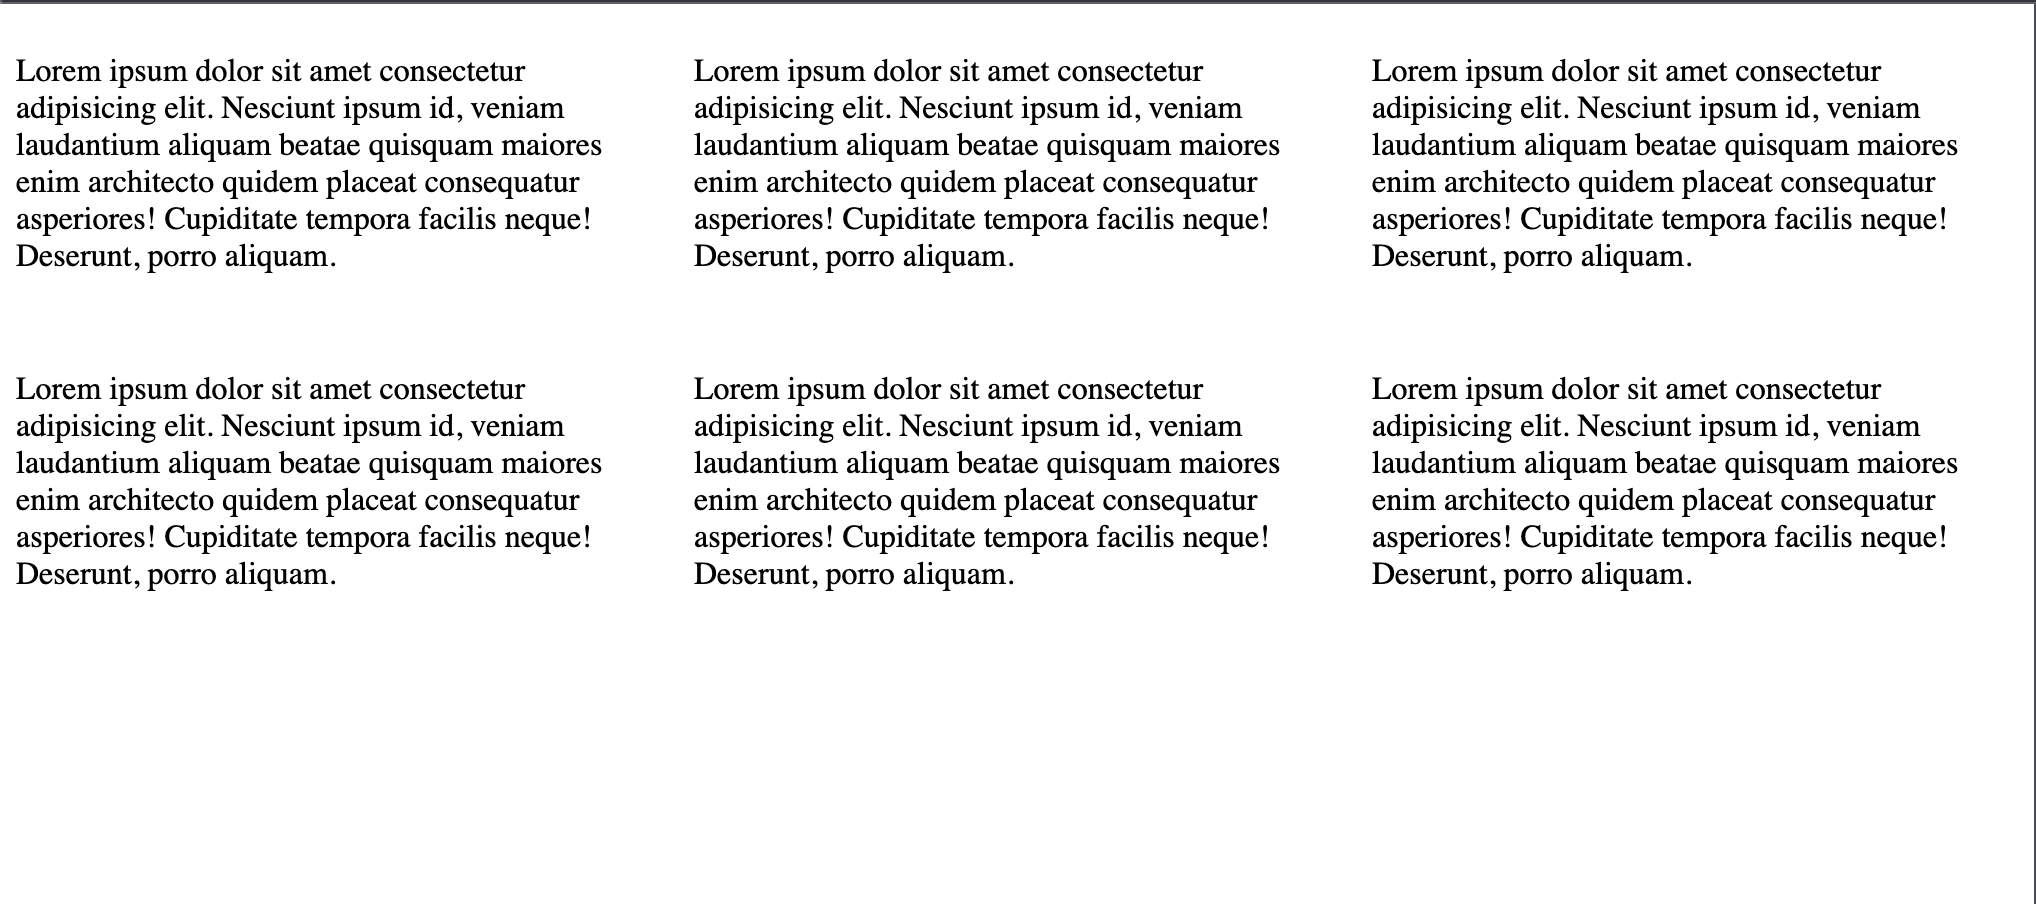 Lorem ipsum dolor sit amet consectetur
adipisicing elit. Nesciunt ipsum id, veniam
laudantium aliquam beatae quisquam maiores
enim architecto quidem placeat consequatur
asperiores! Cupiditate tempora facilis neque!
Deserunt, porro aliquam.
Lorem ipsum dolor sit amet consectetur
adipisicing elit. Nesciunt ipsum id, veniam
laudantium aliquam beatae quisquam maiores
enim architecto quidem placeat consequatur
asperiores! Cupiditate tempora facilis neque!
Deserunt, porro aliquam.
Lorem ipsum dolor sit amet consectetur
adipisicing elit. Nesciunt ipsum id, veniam
laudantium aliquam beatae quisquam maiores
enim architecto quidem placeat consequatur
asperiores! Cupiditate tempora facilis neque!
Deserunt, porro aliquam.
Lorem ipsum dolor sit amet consectetur
adipisicing elit. Nesciunt ipsum id, veniam
laudantium aliquam beatae quisquam maiores
enim architecto quidem placeat consequatur
asperiores! Cupiditate tempora facilis neque!
Deserunt, porro aliquam.
Lorem ipsum dolor sit amet consectetur
adipisicing elit. Nesciunt ipsum id, veniam
laudantium aliquam beatae quisquam maiores
enim architecto quidem placeat consequatur
asperiores! Cupiditate tempora facilis neque!
Deserunt, porro aliquam.
Lorem ipsum dolor sit amet consectetur
adipisicing elit. Nesciunt ipsum id, veniam
laudantium aliquam beatae quisquam maiores
enim architecto quidem placeat consequatur
asperiores! Cupiditate tempora facilis neque!
Deserunt, porro aliquam.